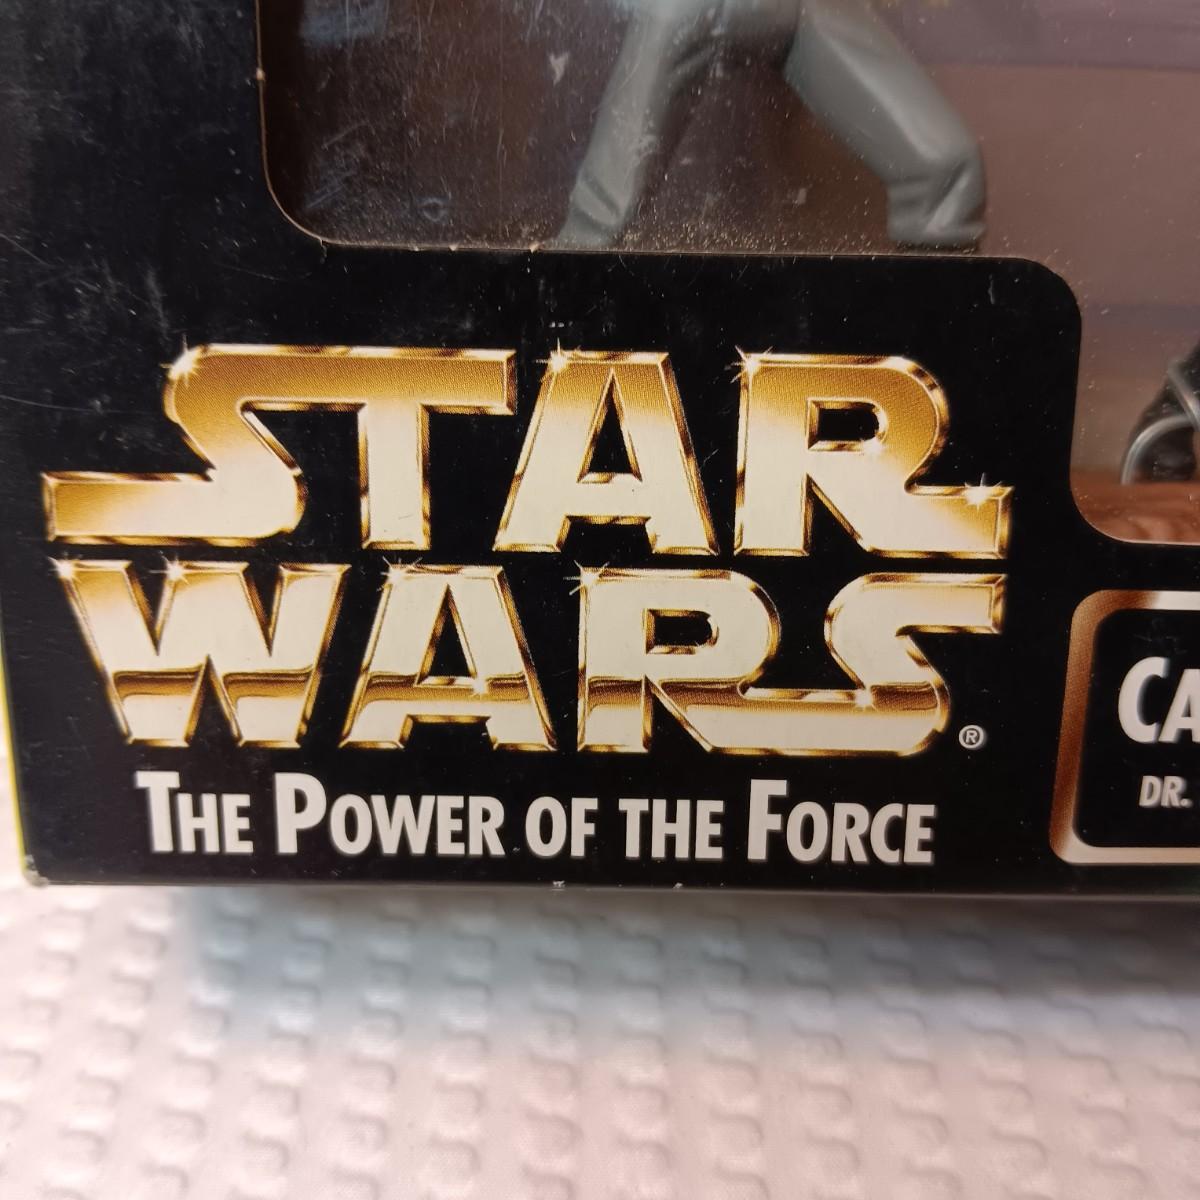 STAR
WARS®
THE POWER OF THE FORCE
CA
DR.